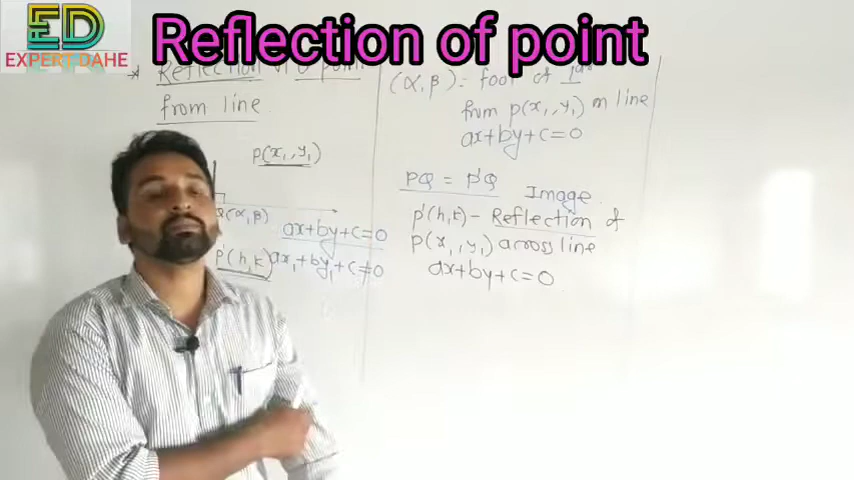 ED
EXPERT DAHE
Reflection of point
Reflection of a point
from line
P(x₁, y₁)
Q(α, β)
ax+by+c=0
P'(h, k)
ax₁+by₁+c≠0
(α, β) = foot of 1ar
from P(x₁, y₁) on line
ax+by+c=0
PQ = P'Q
Image
P'(h, k) - Reflection of
P(x₁, y₁) across line
ax+by+c=0